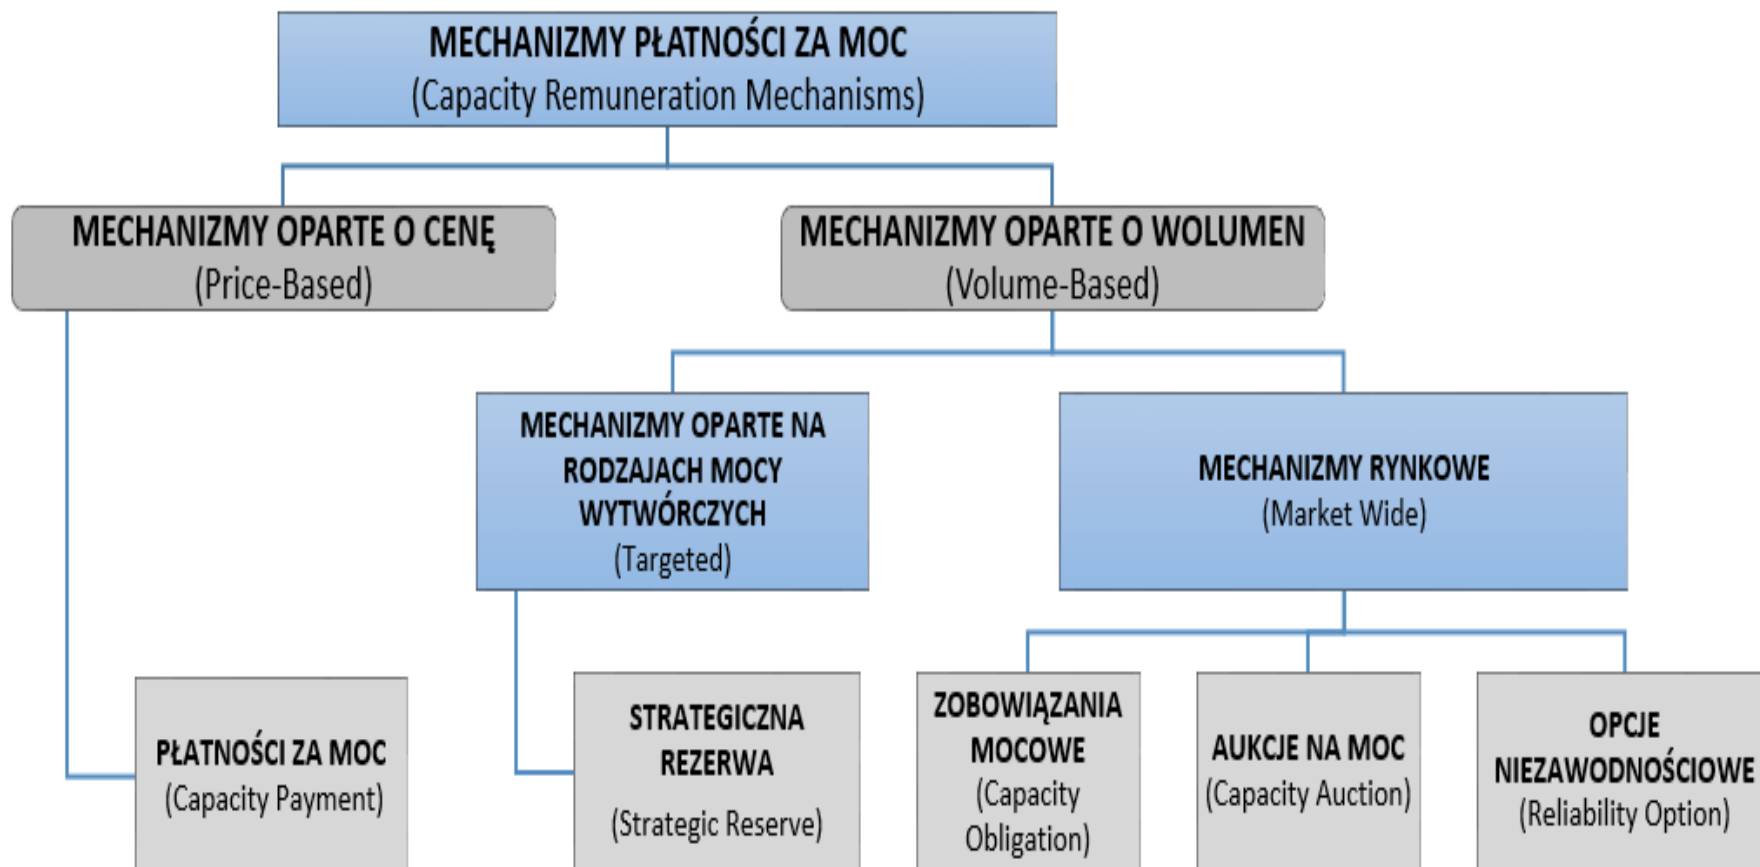 MECHANIZMY PŁATNOŚCI ZA MOC
(Capacity Remuneration Mechanisms)
MECHANIZMY OPARTE O CENĘ
(Price-Based)
MECHANIZMY OPARTE O WOLUMEN
(Volume-Based)
MECHANIZMY OPARTE NA
RODZAJACH MOCY
WYTWÓRCZYCH
(Targeted)
MECHANIZMY RYNKOWE
(Market Wide)
PŁATNOŚCI ZA MOC
(Capacity Payment)
STRATEGICZNA
REZERWA
(Strategic Reserve)
ZOBOWIĄZANIA
MOCOWE
(Capacity
Obligation)
AUKCJE NA MOC
(Capacity Auction)
OPCJE
NIEZAWODNOŚCIOWE
(Reliability Option)